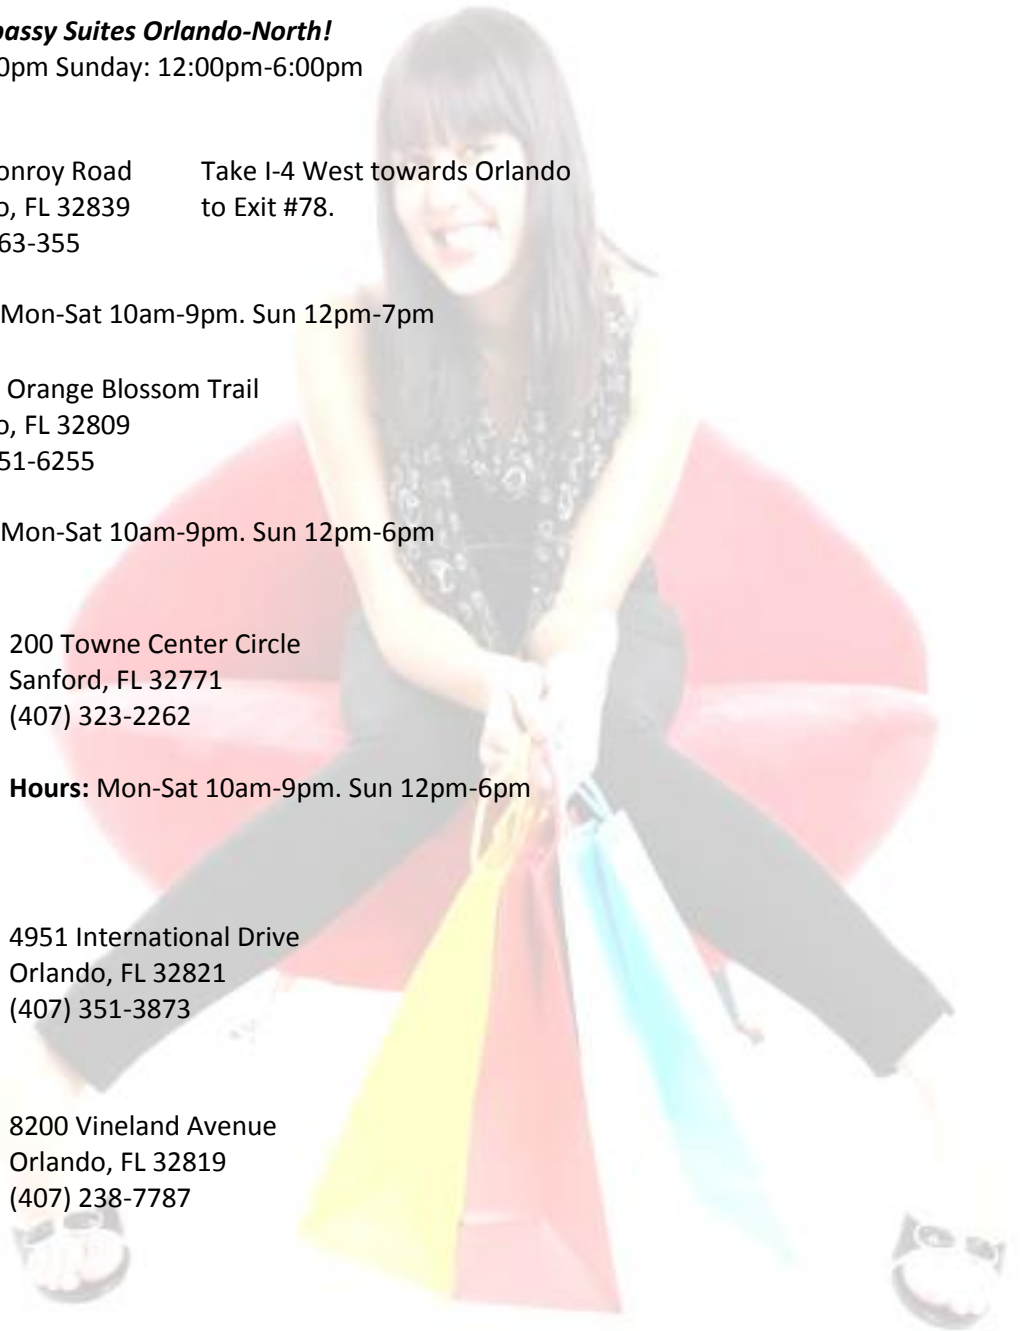 bassy Suites Orlando-North!
0pm Sunday: 12:00pm-6:00pm
onroy Road Take I-4 West towards Orlando
o, FL 32839 to Exit #78.
63-355
Mon-Sat 10am-9pm. Sun 12pm-7pm
Orange Blossom Trail
o, FL 32809
51-6255
Mon-Sat 10am-9pm. Sun 12pm-6pm
200 Towne Center Circle
Sanford, FL 32771
(407) 323-2262
Hours: Mon-Sat 10am-9pm. Sun 12pm-6pm
4951 International Drive
Orlando, FL 32821
(407) 351-3873
8200 Vineland Avenue
Orlando, FL 32819
(407) 238-7787